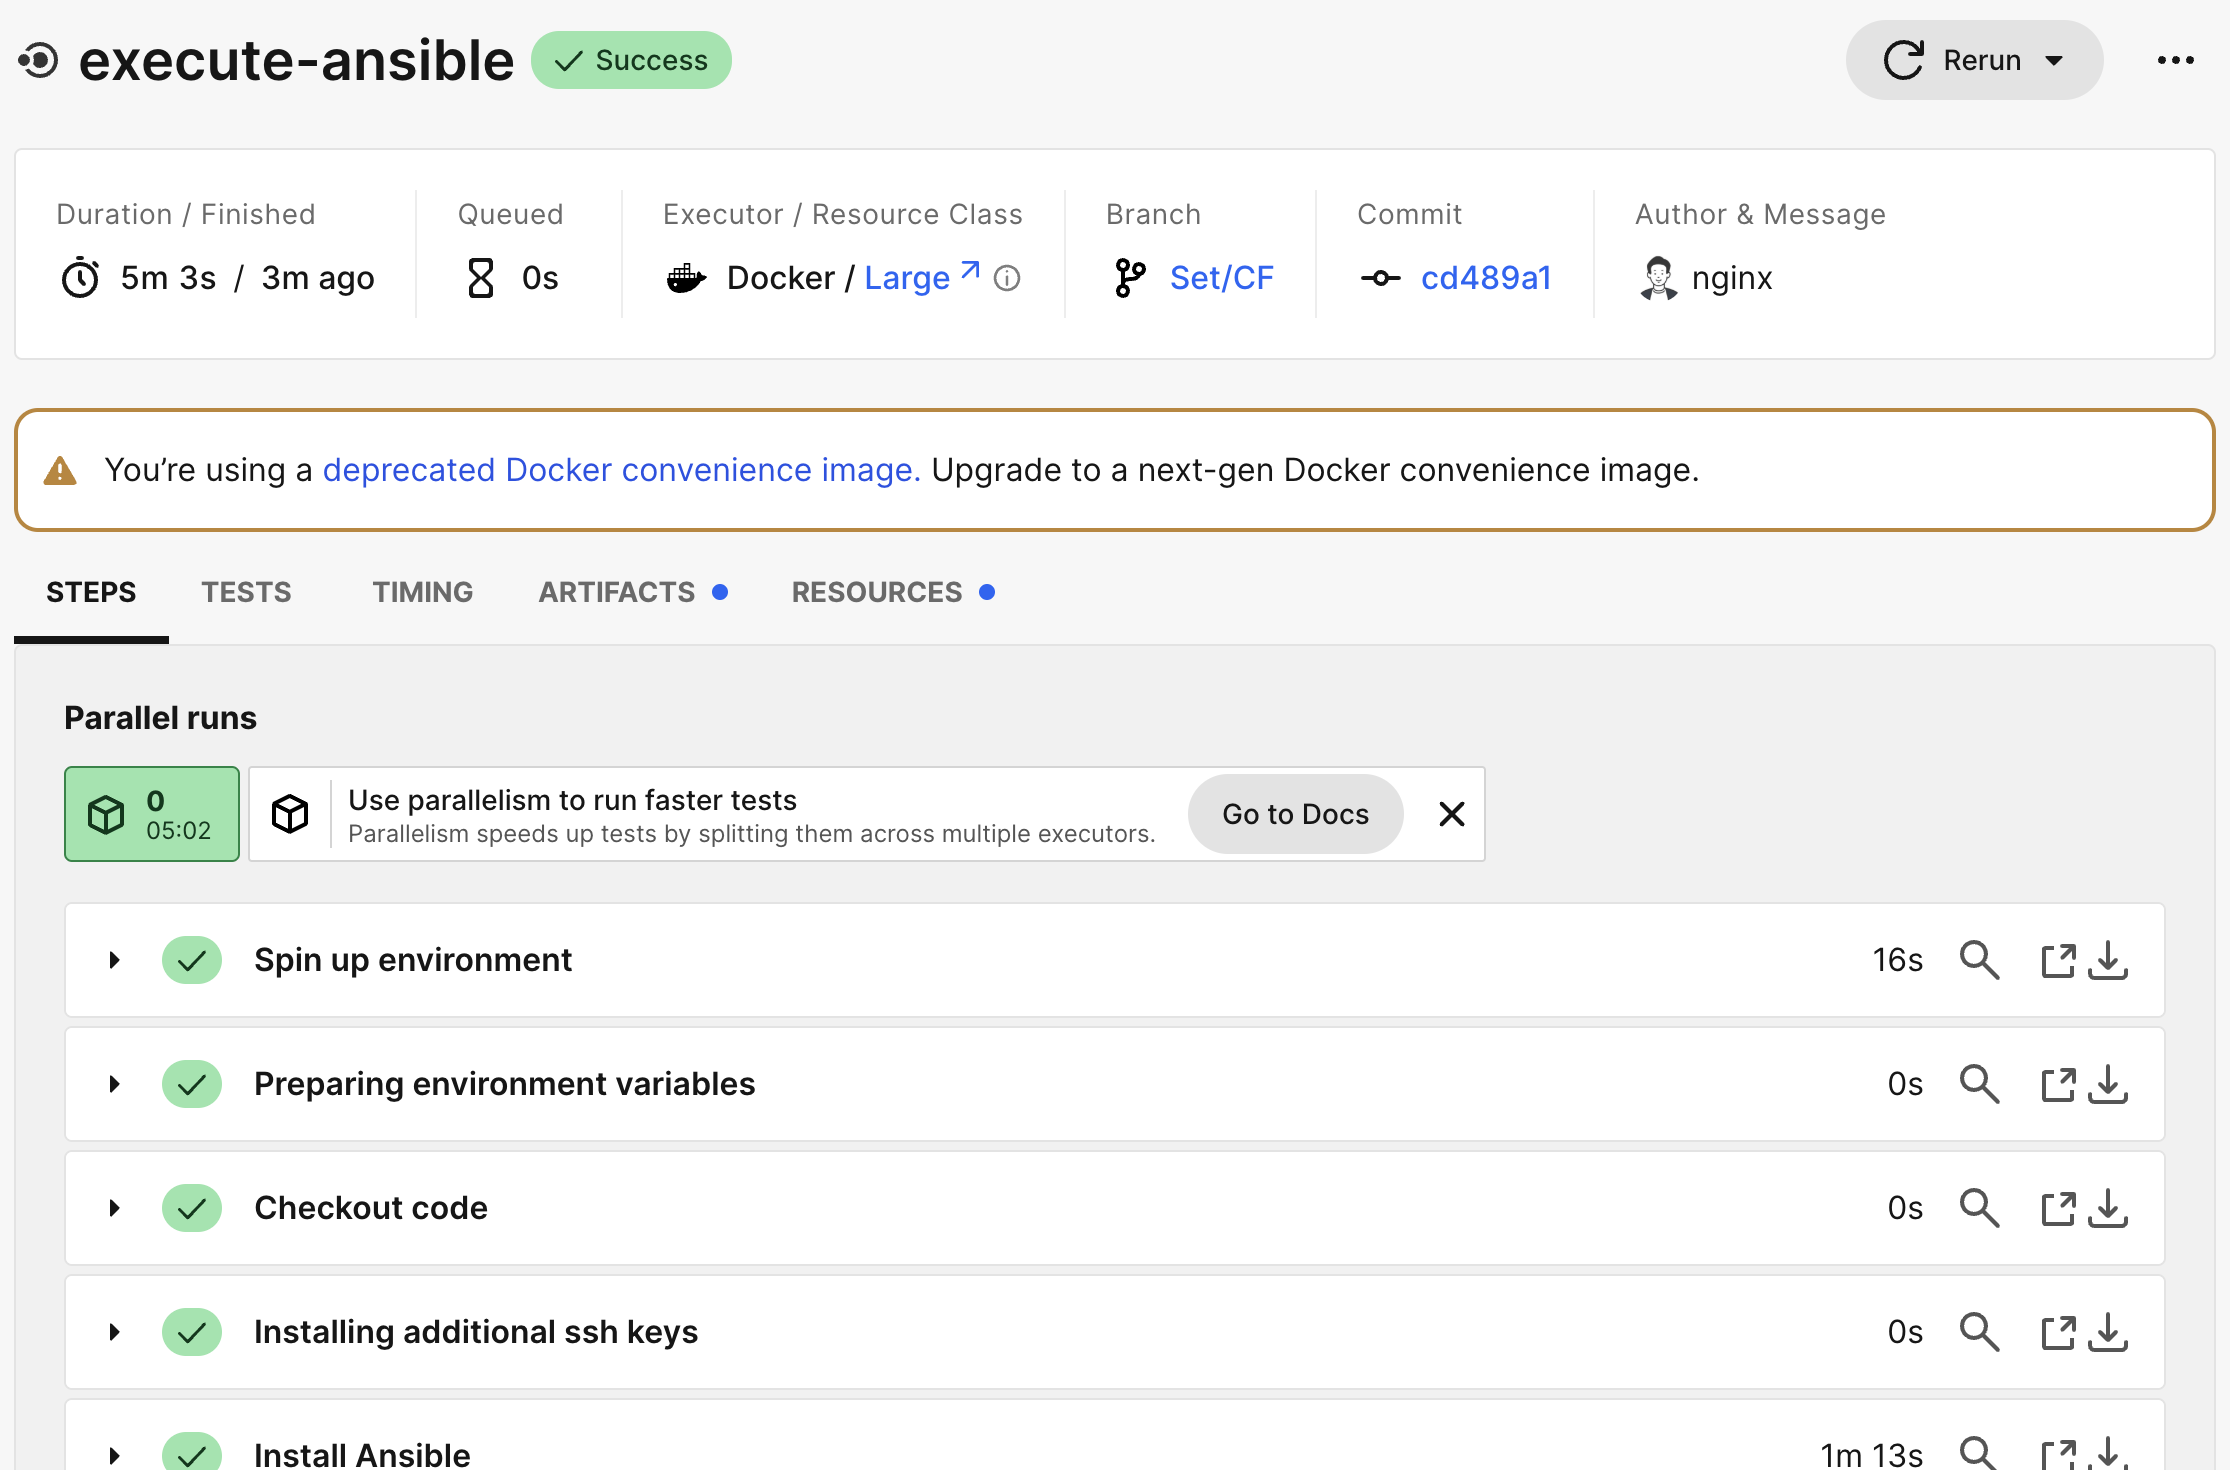 execute-ansible
Success
Rerun
Duration / Finished
5m 3s / 3m ago
Queued
0s
Executor / Resource Class
Docker / Large
Branch
Set/CF
Commit
cd489a1
Author & Message
nginx
You’re using a deprecated Docker convenience image. Upgrade to a next-gen Docker convenience image.
STEPS
TESTS
TIMING
ARTIFACTS
RESOURCES
Parallel runs
0
05:02
Use parallelism to run faster tests
Parallelism speeds up tests by splitting them across multiple executors.
Go to Docs
Spin up environment 16s
Preparing environment variables 0s
Checkout code 0s
Installing additional ssh keys 0s
Install Ansible 1m 13s